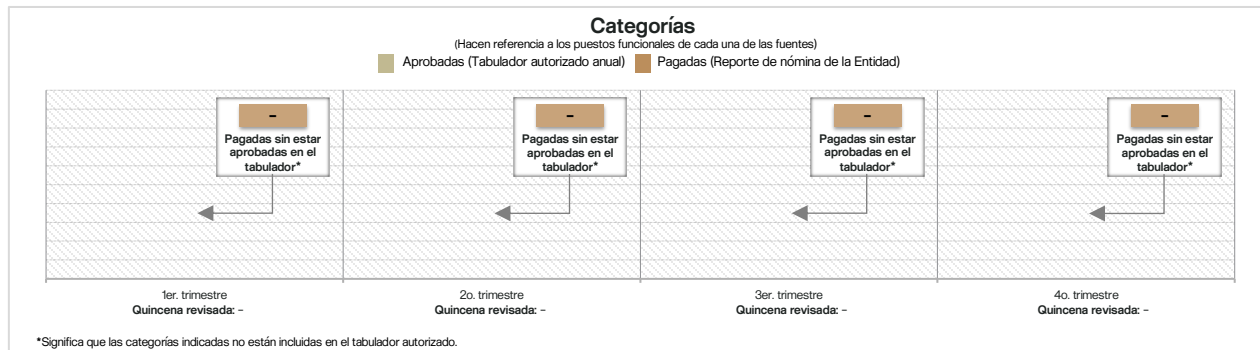 Categorías
(Hacen referencia a los puestos funcionales de cada una de las fuentes)
Aprobadas (Tabulador autorizado anual) Pagadas (Reporte de nómina de la Entidad)
-
Pagadas sin estar
aprobadas en el
tabulador*
-
Pagadas sin estar
aprobadas en el
tabulador*
-
Pagadas sin estar
aprobadas en el
tabulador*
-
Pagadas sin estar
aprobadas en el
tabulador*
1er. trimestre
Quincena revisada: -
2o. trimestre
Quincena revisada: -
3er. trimestre
Quincena revisada: -
4o. trimestre
Quincena revisada: -
*Significa que las categorías indicadas no están incluidas en el tabulador autorizado.